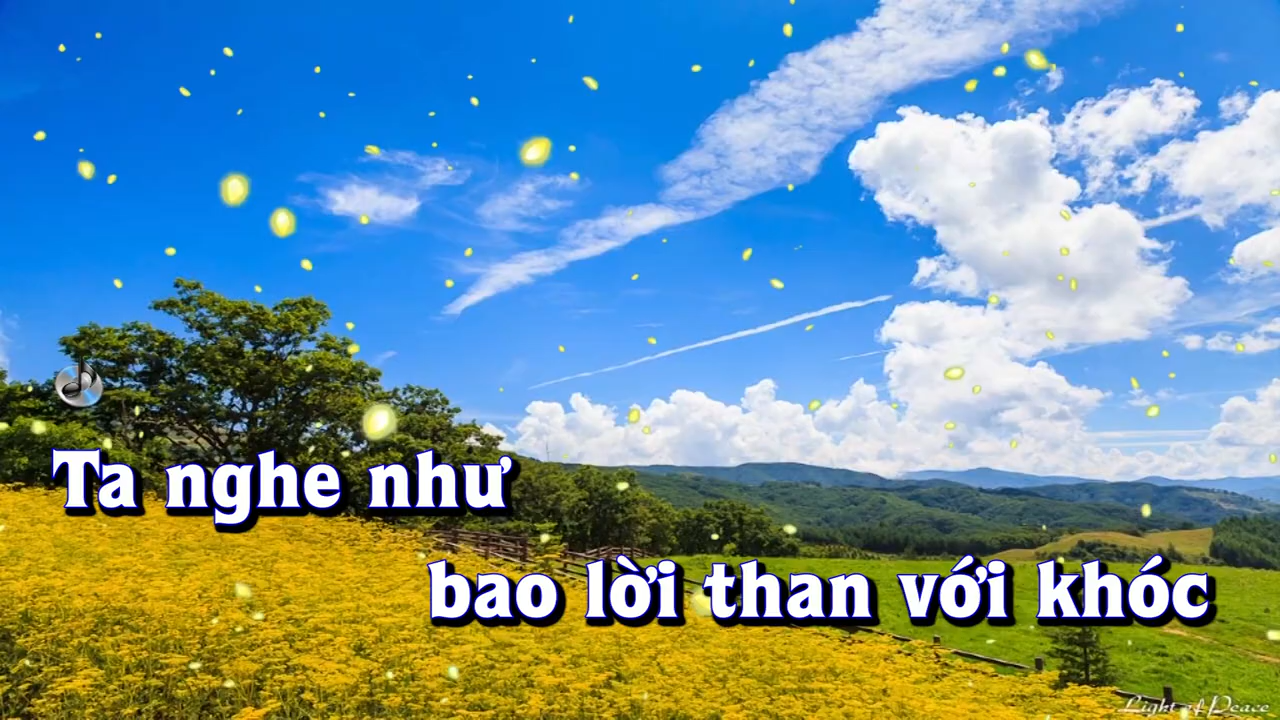 Ta nghe như
bao lời than với khóc
Light of Peace